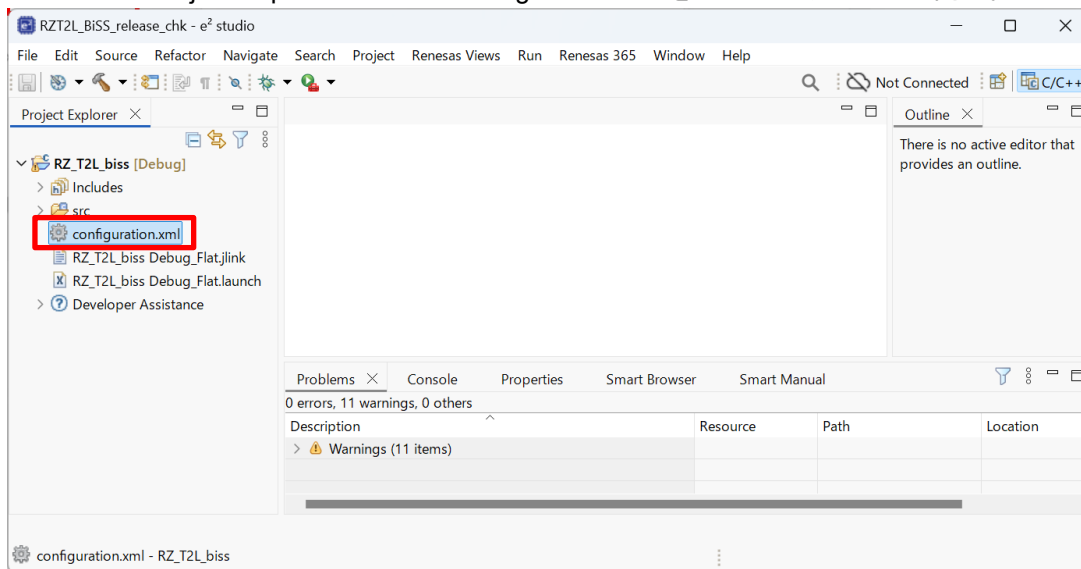 RZT2L_BiSS_release_chk - e² studio
File Edit Source Refactor Navigate Search Project Renesas Views Run Renesas 365 Window Help
Not Connected C/C++
Project Explorer
Outline
There is no active editor that
provides an outline.
RZ_T2L_biss [Debug]
Includes
src
configuration.xml
RZ_T2L_biss Debug_Flat.jlink
RZ_T2L_biss Debug_Flat.launch
Developer Assistance
Problems Console Properties Smart Browser Smart Manual
0 errors, 11 warnings, 0 others
Description Resource Path Location
Warnings (11 items)
configuration.xml - RZ_T2L_biss